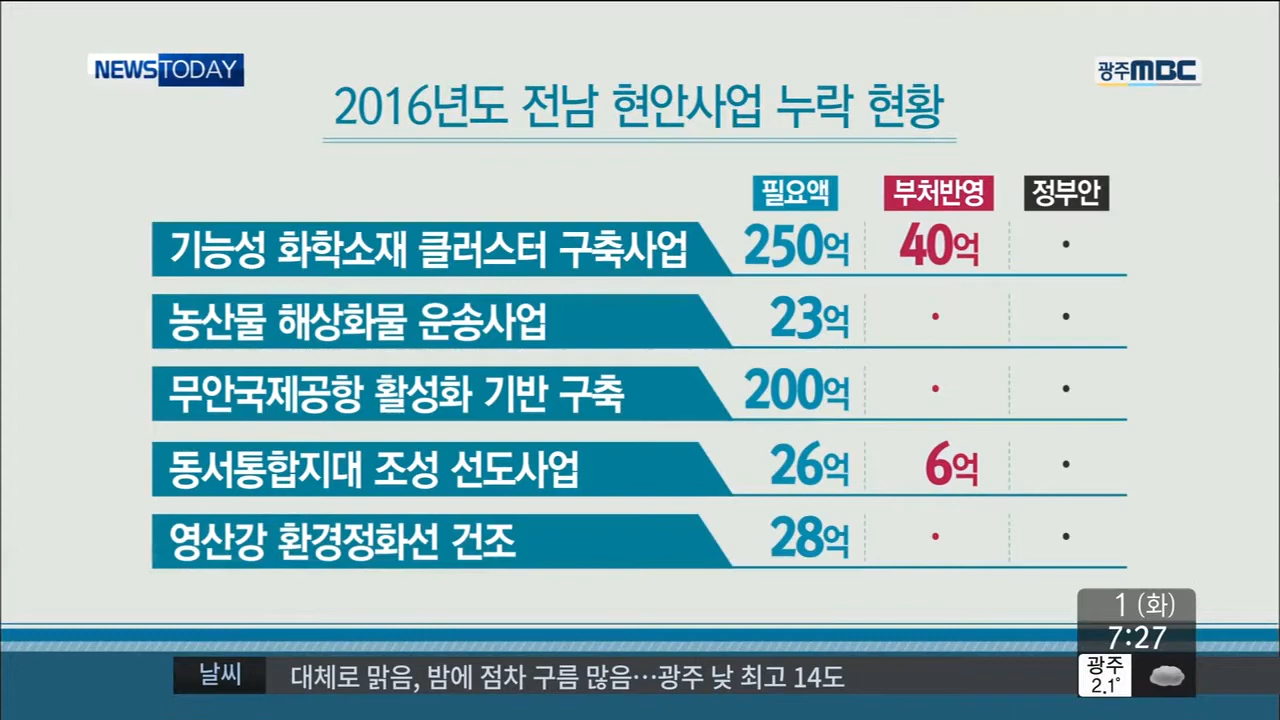 NEWSTODAY
광주MBC
2016년도 전남 현안사업 누락 현황
필요액 부처반영 정부안
기능성 화학소재 클러스터 구축사업 250억 40억 ·
농산물 해상화물 운송사업 23억 · ·
무안국제공항 활성화 기반 구축 200억 · ·
동서통합지대 조성 선도사업 26억 6억 ·
영산강 환경정화선 건조 28억 · ·
1 (화)
7:27
광주
2.1°
날씨 대체로 맑음, 밤에 점차 구름 많음…광주 낮 최고 14도